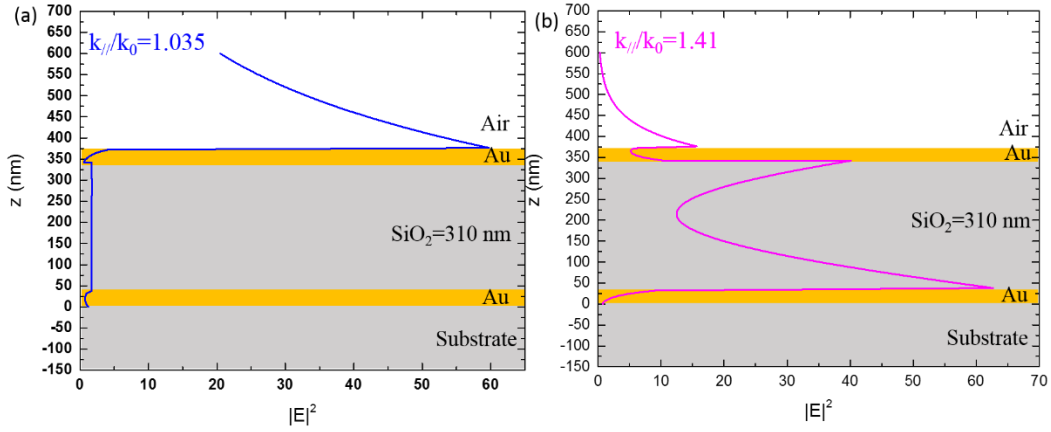 (a)
k//​/k0=1.035
700
650
600
550
500
450
400
350
300
250
200
150
100
50
0
-50
-100
-150
z (nm)
Air
Au
SiO2=310 nm
Au
Substrate
0 10 20 30 40 50 60
|E|²
(b)
k///k0=1.41
700
650
600
550
500
450
400
350
300
250
200
150
100
50
0
-50
-100
-150
z (nm)
Air
Au
SiO2=310 nm
Au
Substrate
0 10 20 30 40 50 60 70
|E|²